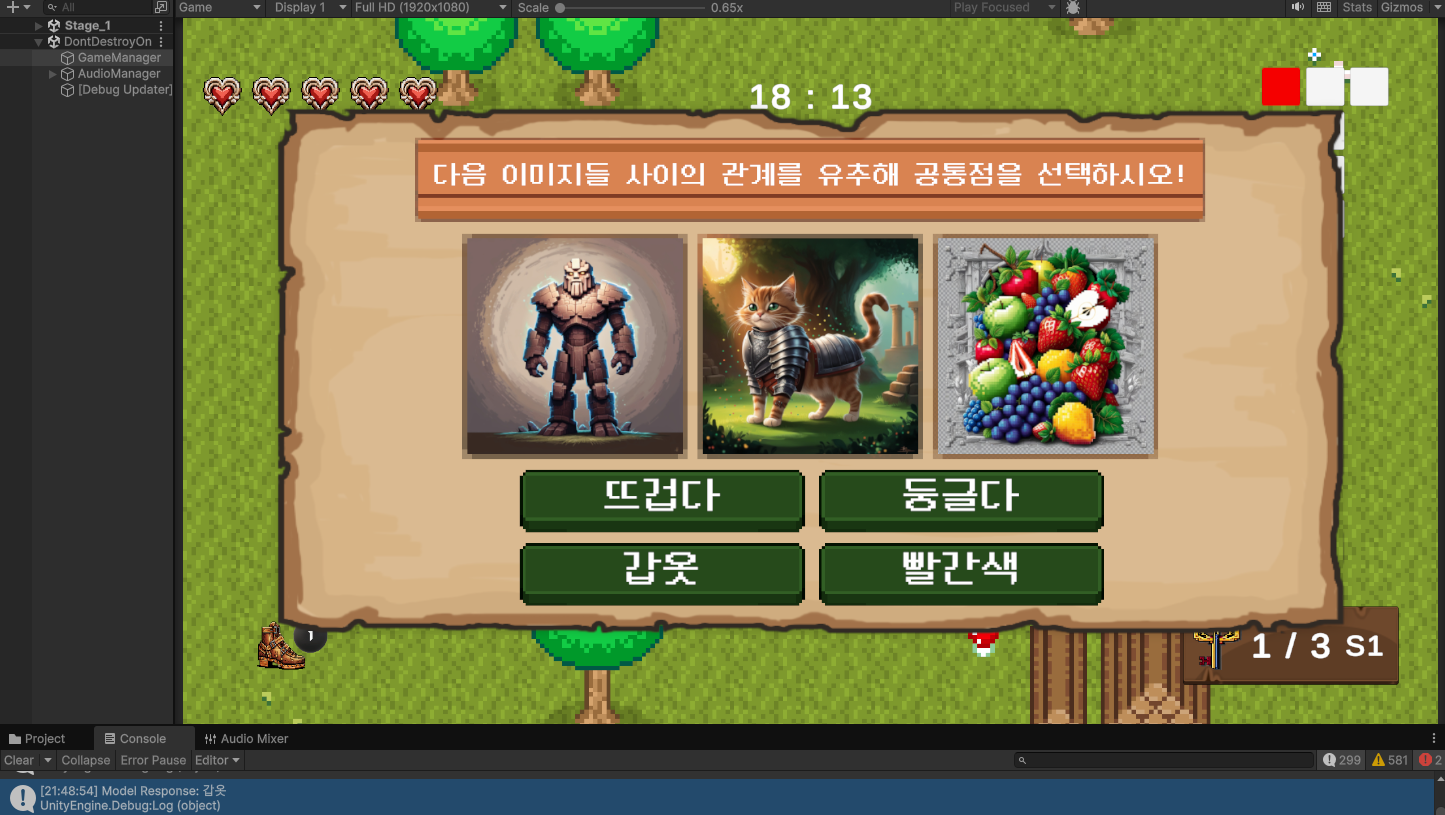 All
Game
Display 1
Full HD (1920x1080)
Scale
0.65x
Play Focused
Stats
Gizmos
Stage_1
DontDestroyOn
GameManager
AudioManager
[Debug Updater]
18 : 13
다음 이미지들 사이의 관계를 유추해 공통점을 선택하시오!
뜨겁다
둥글다
갑옷
빨간색
1
1 / 3 S1
Project
Console
Audio Mixer
Clear
Collapse
Error Pause
Editor
299
581
2
[21:48:54] Model Response: 갑옷
UnityEngine.Debug:Log (object)